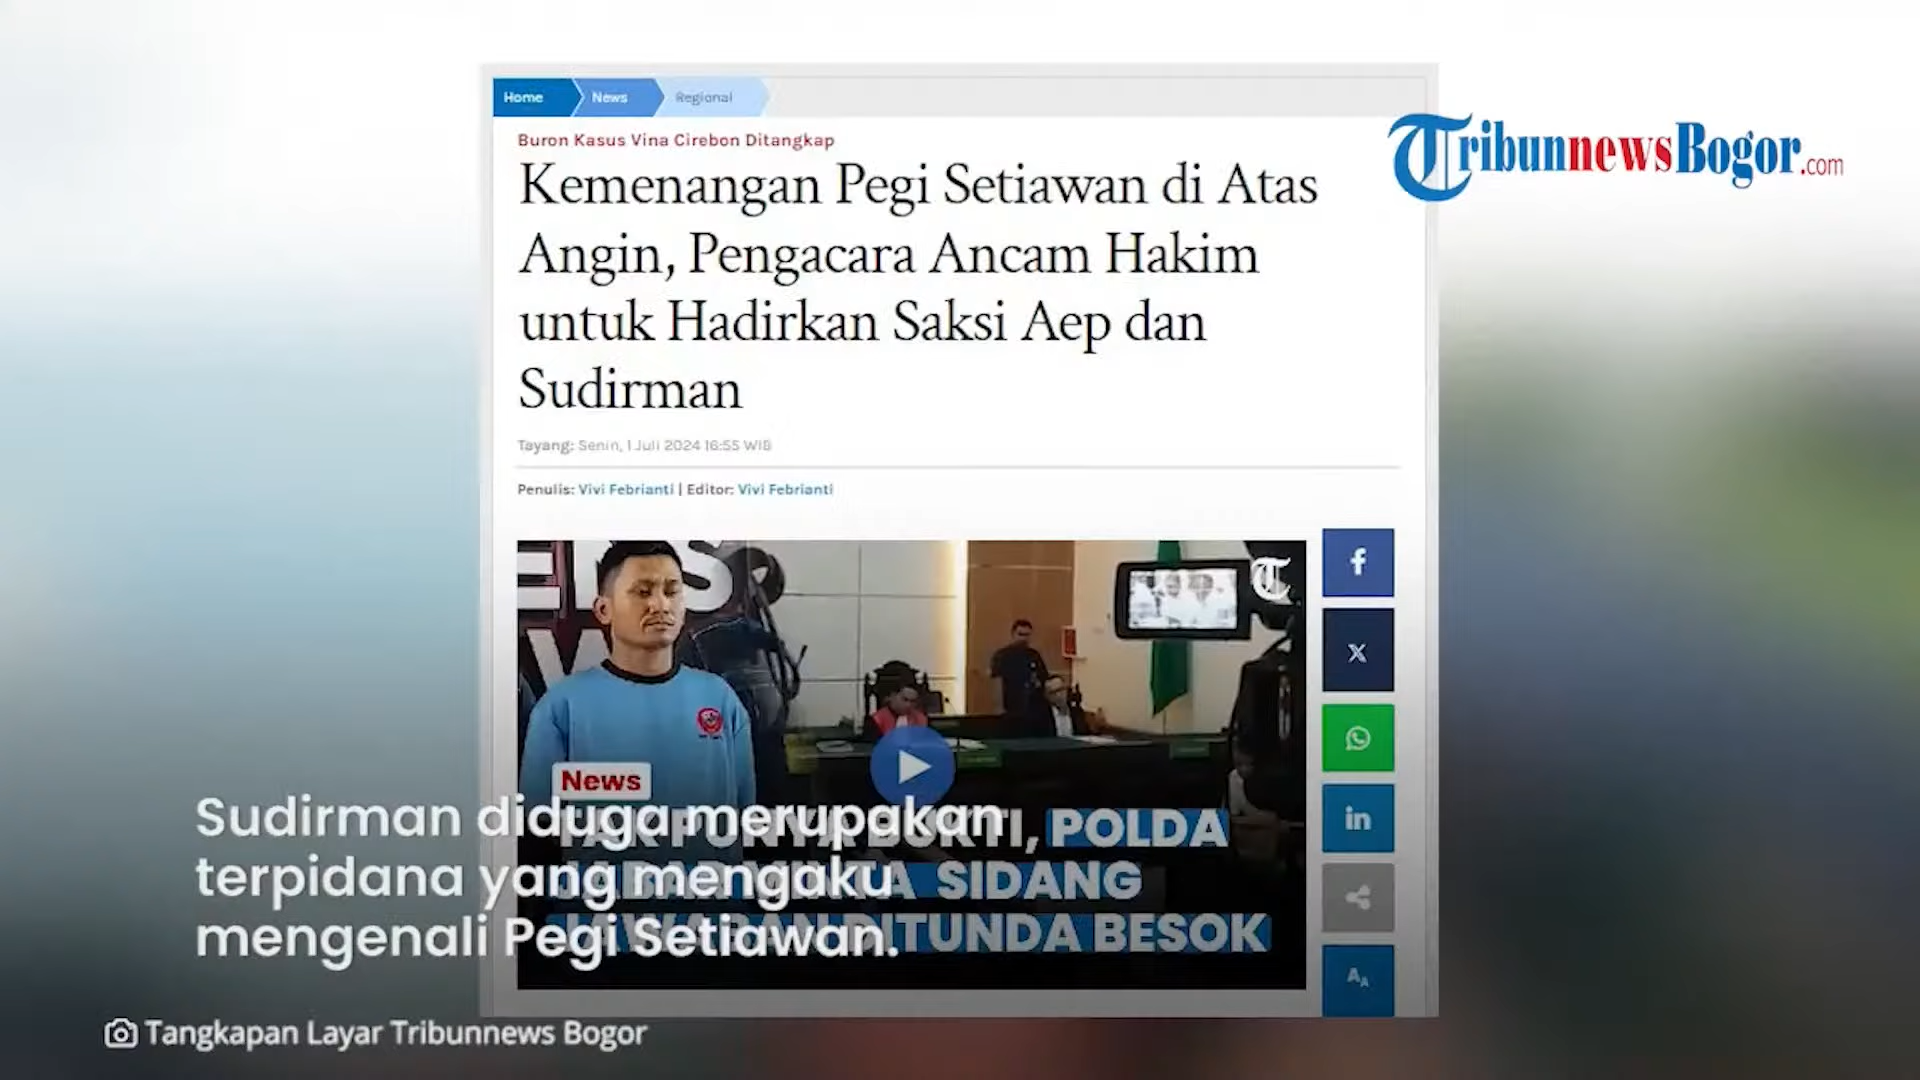 Home
News
Regional
Buron Kasus Vina Cirebon Ditangkap
TribunnewsBogor.com
Kemenangan Pegi Setiawan di Atas
Angin, Pengacara Ancam Hakim
untuk Hadirkan Saksi Aep dan
Sudirman
Tayang: Senin, 1 Juli 2024 16:55 WIB
Penulis: Vivi Febrianti | Editor: Vivi Febrianti
News
TAK PUNYA BUKTI, POLDA
SIDANG
DITUNDA BESOK
Sudirman diduga merupakan
terpidana yang mengaku
mengenali Pegi Setiawan.
Tangkapan Layar Tribunnews Bogor